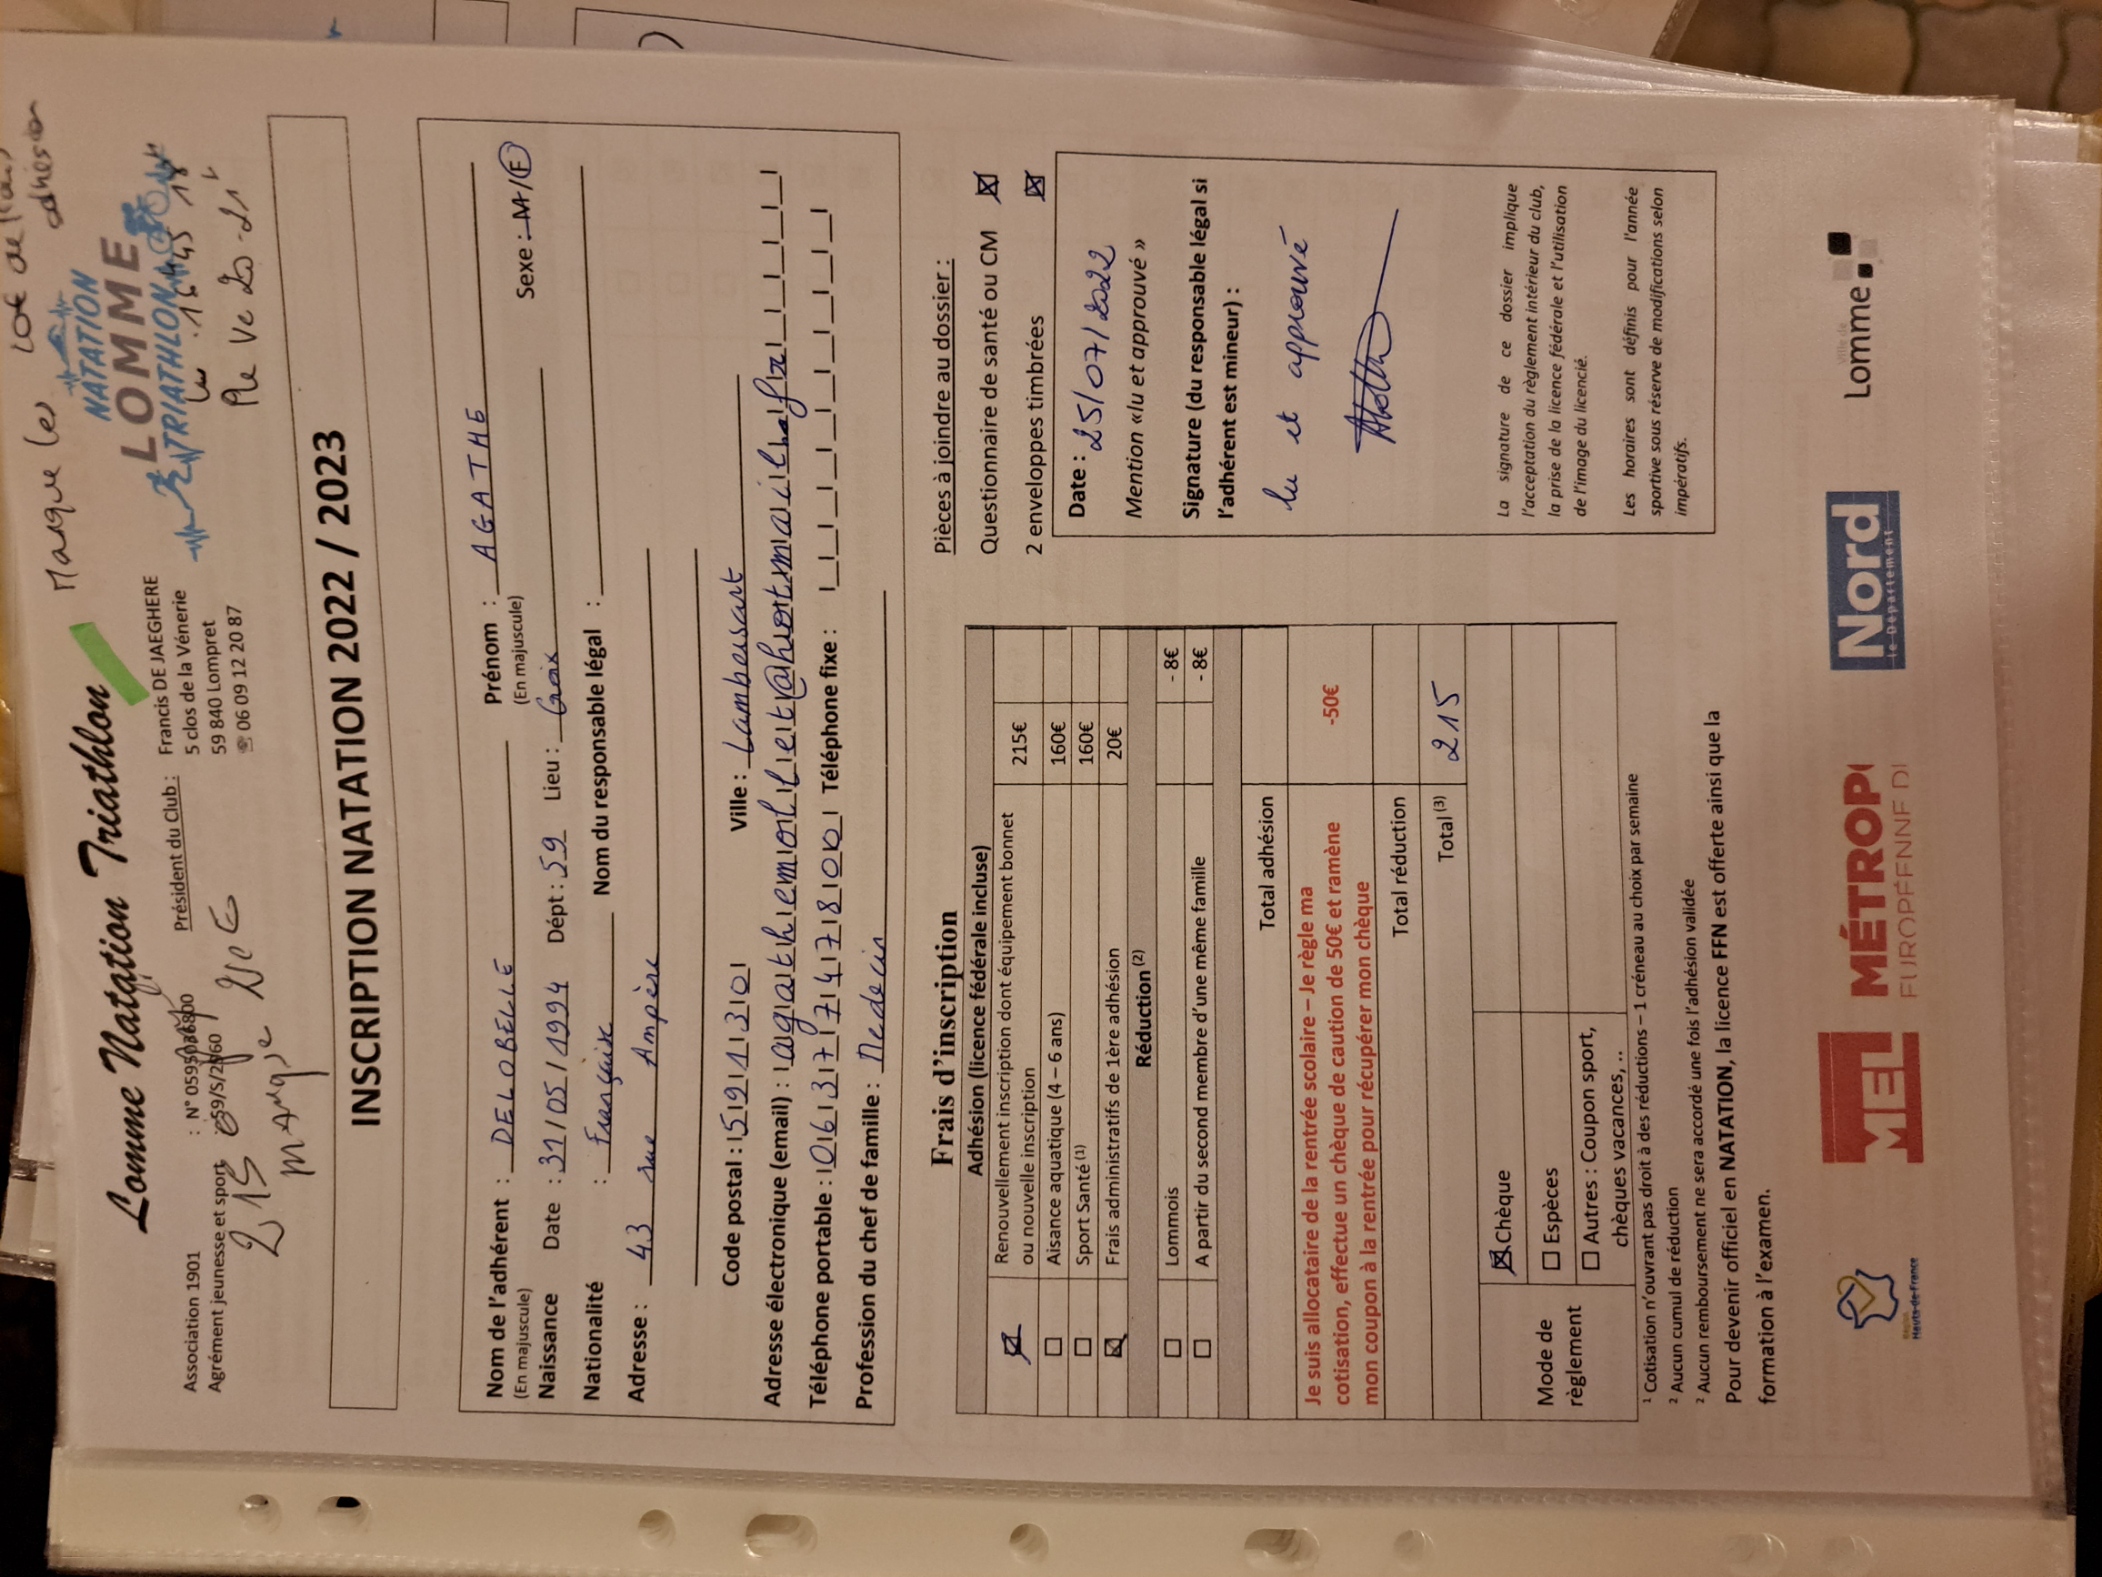 Manque les
adhésion
Lomme Natation Triathlon
NATATION
LOMME
TRIATHLON
Association 1901
Agrément jeunesse et sport
Président du Club :
Francis DE JAEGHERE
5 clos de la Vénerie
59 840 Lompret
☏ 06 09 12 20 87
215
20€
Manque
20-21
INSCRIPTION NATATION 2022 / 2023
Nom de l'adhérent : DELOBELLE Prénom : AGATHE
(En majuscule) (En majuscule) Sexe : M/F
Naissance Date : 31/05/1994 Dépt : 59 Lieu : Croix
Nationalité : Française Nom du responsable légal :
Adresse : 43 rue Ampère
Code postal : 59130 Ville : Lambersart
Adresse électronique (email) :
Téléphone portable : Téléphone fixe :
Profession du chef de famille : Medecin
Frais d'inscription
Adhésion (licence fédérale incluse)
☒ Renouvellement inscription dont équipement bonnet ou nouvelle inscription 215€
☐ Aisance aquatique (4 – 6 ans) 160€
☐ Sport Santé (1) 160€
☒ Frais administratifs de 1ère adhésion 20€
Réduction (2)
☐ Lommois - 8€
☐ A partir du second membre d'une même famille - 8€
Total adhésion
Je suis allocataire de la rentrée scolaire – Je règle ma
cotisation, effectue un chèque de caution de 50€ et ramène
mon coupon à la rentrée pour récupérer mon chèque
-50€
Total réduction
Total (3) 215
Mode de
règlement
☒ Chèque
☐ Espèces
☐ Autres : Coupon sport,
chèques vacances, ..
Pièces à joindre au dossier :
Questionnaire de santé ou CM ☒
2 enveloppes timbrées ☒
Date : 25/07/2022
Mention «lu et approuvé »
Signature (du responsable légal si
l'adhérent est mineur) :
lu et approuvé
La signature de ce dossier implique
l'acceptation du règlement intérieur du club,
la prise de la licence fédérale et l'utilisation
de l'image du licencié.
Les horaires sont définis pour l'année
sportive sous réserve de modifications selon
impératifs.
1 Cotisation n'ouvrant pas droit à des réductions – 1 créneau au choix par semaine
2 Aucun cumul de réduction
2 Aucun remboursement ne sera accordé une fois l'adhésion validée
Pour devenir officiel en NATATION, la licence FFN est offerte ainsi que la
formation à l'examen.
Région
Hauts-de-France
MEL
MÉTROP
EUROPÉENNE D
Nord
le Département
Ville de
Lomme